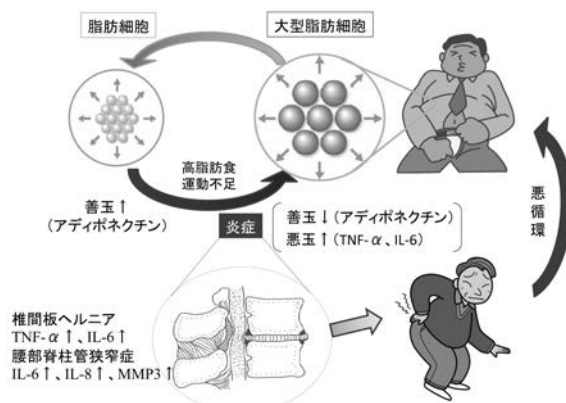 脂肪細胞
大型脂肪細胞
高脂肪食
運動不足
善玉↑
(アディポネクチン)
炎症
善玉↓(アディポネクチン)
悪玉↑(TNF-α、IL-6)
悪循環
椎間板ヘルニア
TNF-α↑、IL-6↑
腰部脊柱管狭窄症
IL-6↑、IL-8↑、MMP3↑